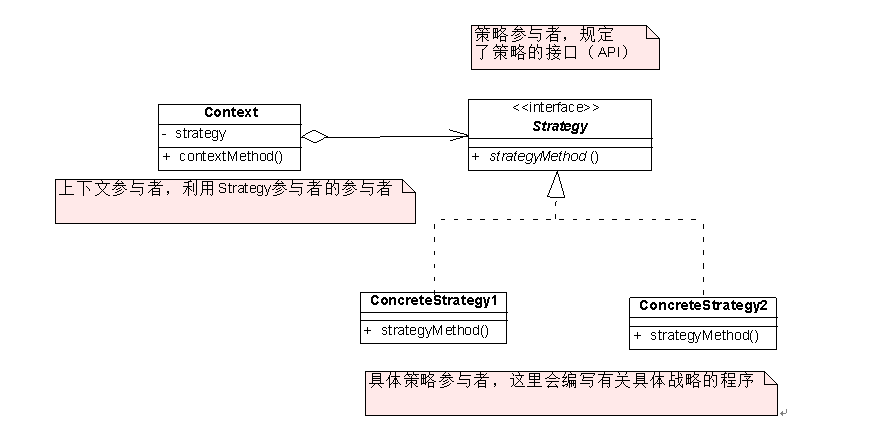 策略参与者，规定
了策略的接口（API）
Context
- strategy
+ contextMethod()
<<interface>>
Strategy
+ strategyMethod ()
上下文参与者，利用Strategy参与者的参与者
ConcreteStrategy1
+ strategyMethod()
ConcreteStrategy2
+ strategyMethod()
具体策略参与者，这里会编写有关具体战略的程序